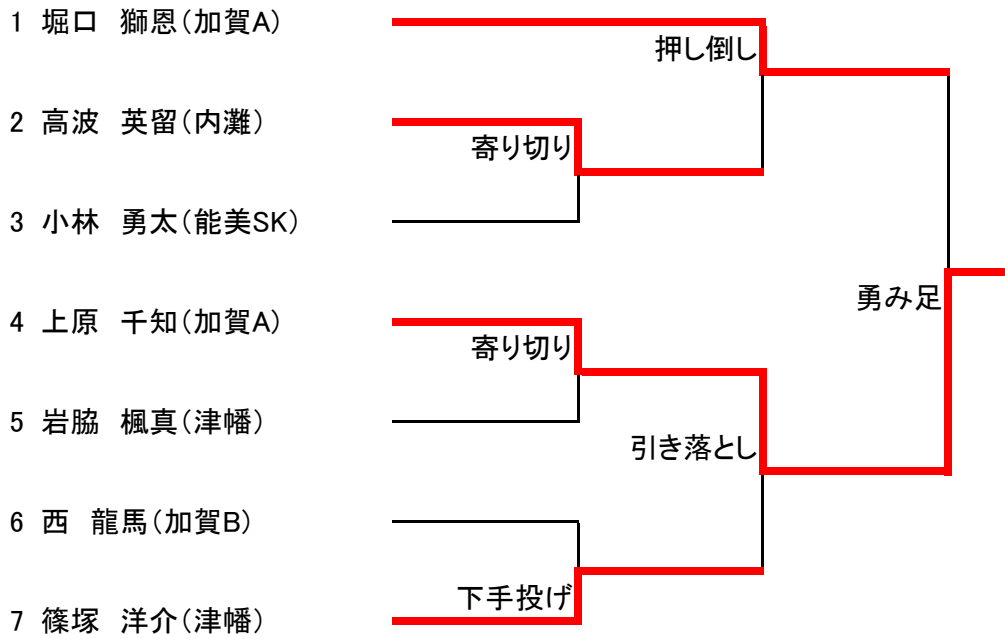 1 堀口 獅恩(加賀A)
押し倒し
2 高波 英留(内灘)
寄り切り
3 小林 勇太(能美SK)
勇み足
4 上原 千知(加賀A)
寄り切り
5 岩脇 楓真(津幡)
引き落とし
6 西 龍馬(加賀B)
下手投げ
7 篠塚 洋介(津幡)